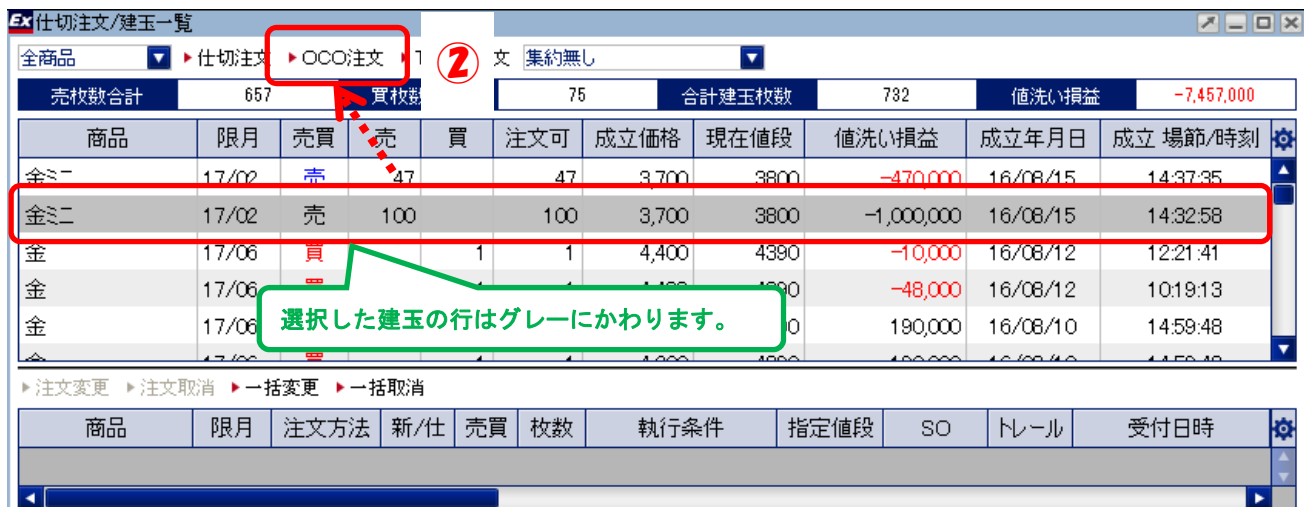 Ex 仕切注文/建玉一覧
全商品 仕切注文 OCO注文 ② 文 集約無し
売枚数合計 657 買枚数 75 合計建玉枚数 732 値洗い損益 -7,457,000
商品 限月 売買 売 買 注文可 成立価格 現在値段 値洗い損益 成立年月日 成立 場節/時刻
金ミニ 17/02 売 47 47 3,700 3800 -470,000 16/08/15 14:37:35
金ミニ 17/02 売 100 100 3,700 3800 -1,000,000 16/08/15 14:32:58
金 17/06 買 1 1 4,400 4390 -10,000 16/08/12 12:21:41
金 17/06 -48,000 16/08/12 10:19:13
選択した建玉の行はグレーにかわります。
金 17/06 190,000 16/08/10 14:59:48
注文変更 注文取消 一括変更 一括取消
商品 限月 注文方法 新/仕 売買 枚数 執行条件 指定値段 SO トレール 受付日時